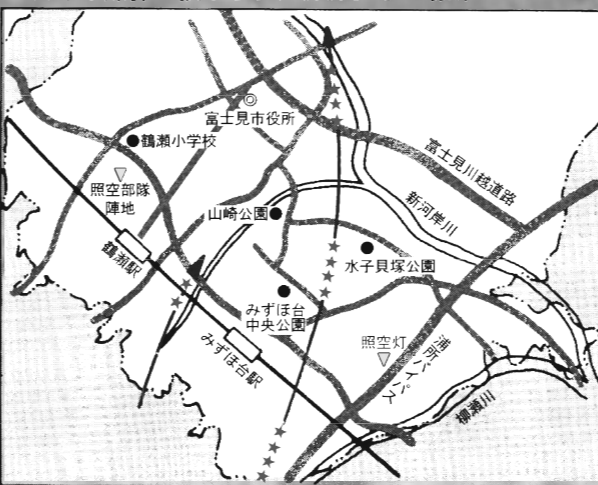 富士見市役所
鶴瀬小学校
照空部隊
陣地
富士見川越道路
新河岸川
山崎公園
水子貝塚公園
鶴瀬駅
みずほ台
中央公園
照空灯
浦所バイパス
みずほ台駅
柳瀬川